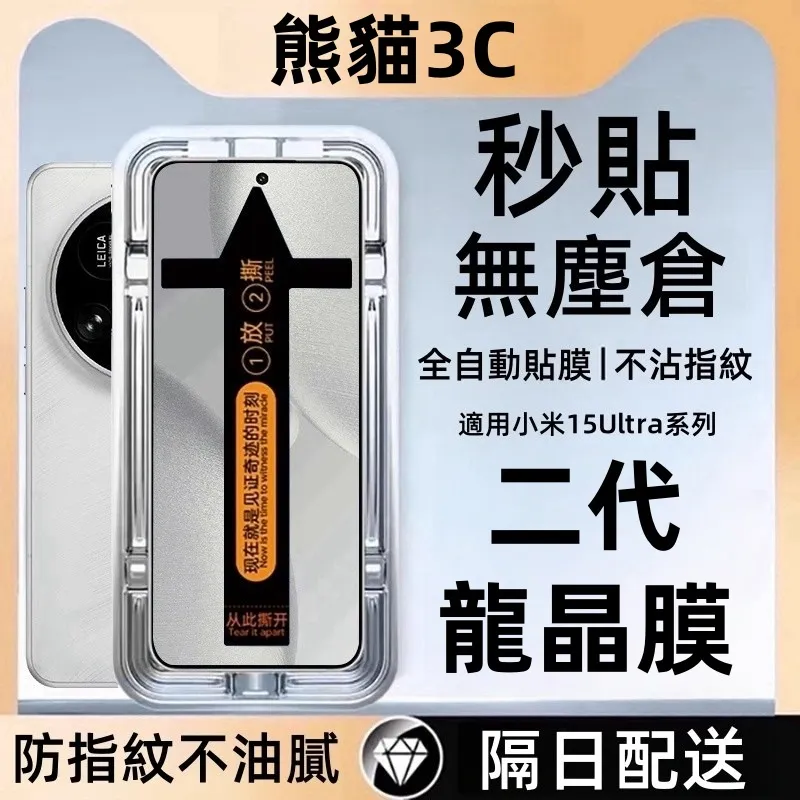 熊貓3C
秒貼
無塵倉
全自動貼膜|不沾指紋
適用小米15Ultra系列
二代
龍晶膜
LEICA
②撕
PEEL
①放
PUT
现在就是见证奇迹的时刻
Now is the time to witness the miracle
从此撕开
Tear it apart
防指紋不油膩
隔日配送